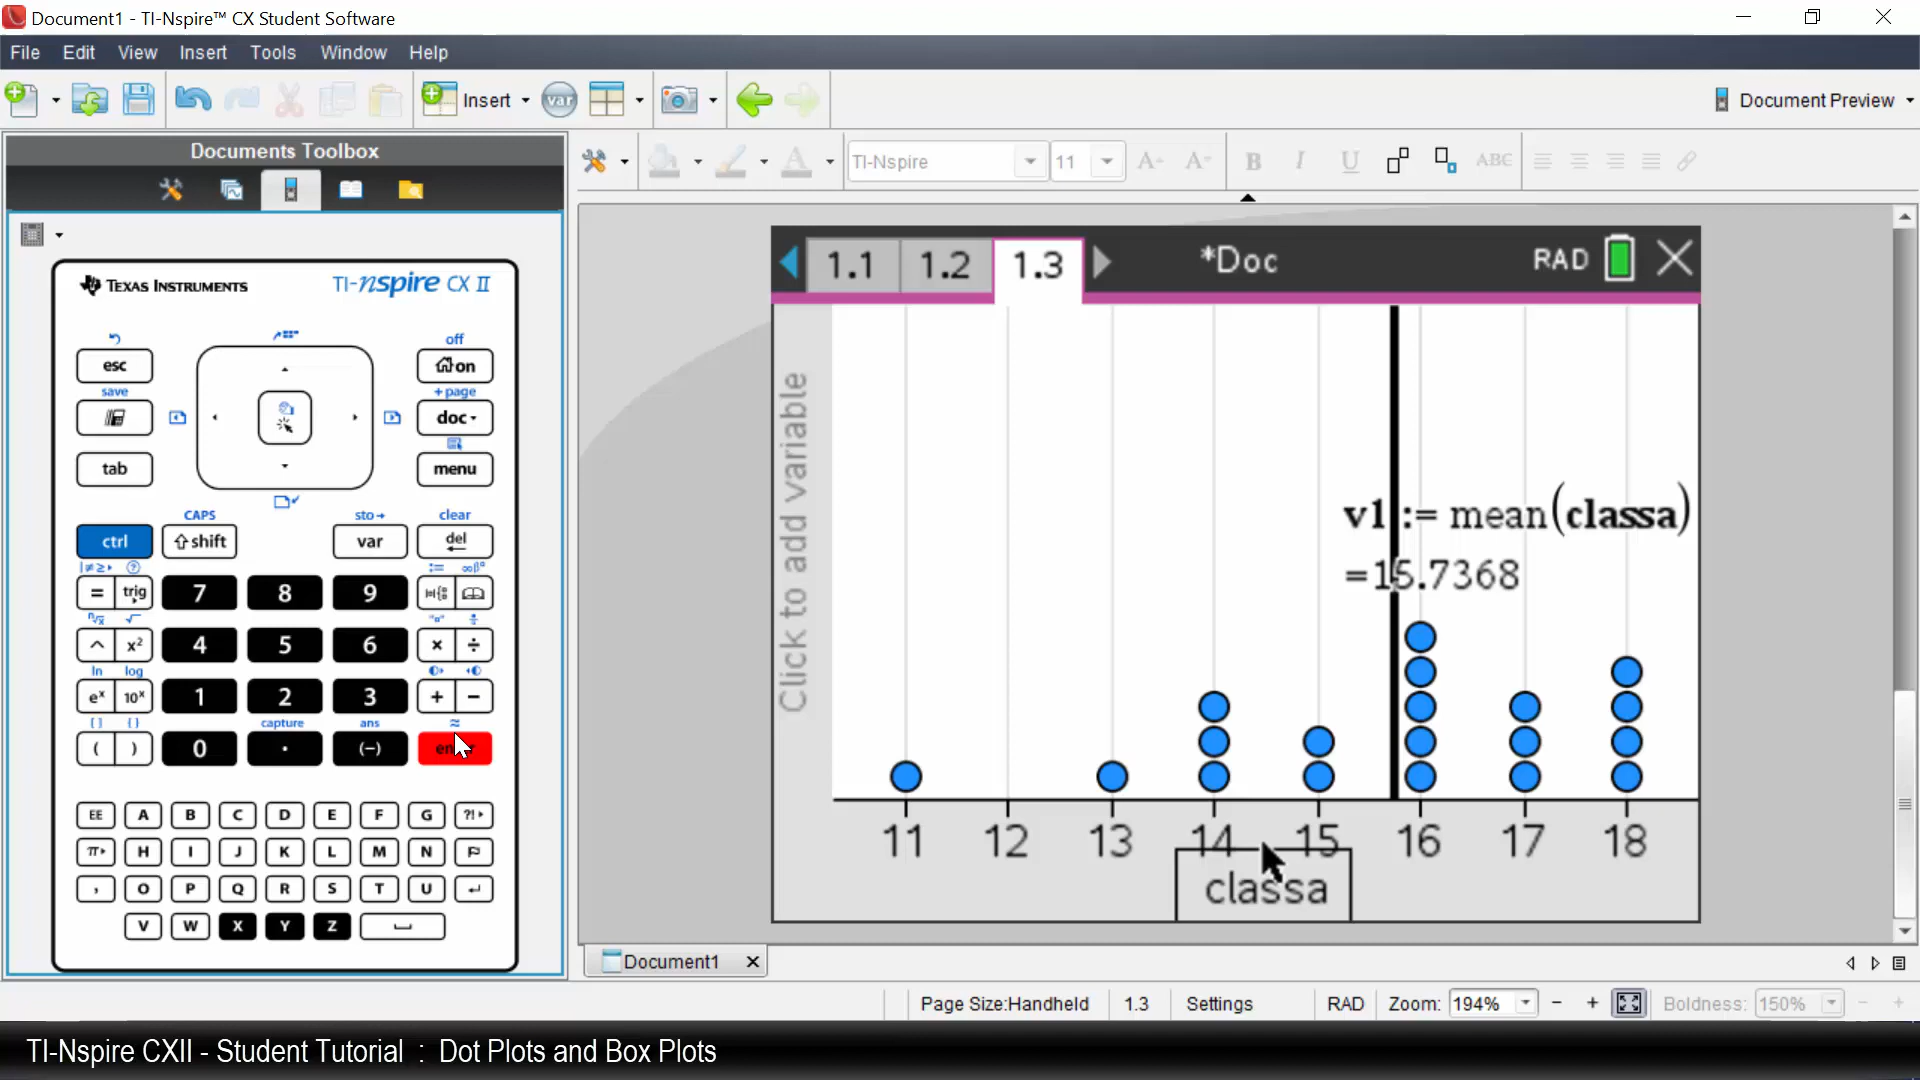 Document1 - TI-Nspire™ CX Student Software
File Edit View Insert Tools Window Help
Insert var Document Preview
Documents Toolbox
TI-Nspire 11 A A B I U ABC
TEXAS INSTRUMENTS TI-nspire CX II
off
esc on
save + page
doc
tab menu
CAPS sto→ clear
ctrl shift var del
= trig 7 8 9
^ x² 4 5 6 × ÷
ln log
eˣ 10ˣ 1 2 3 + −
[ ] { } capture ans ≈
( ) 0 . (−)
EE A B C D E F G ?!▸
π▸ H I J K L M N
, O P Q R S T U
V W X Y Z
1.1 1.2 1.3 *Doc RAD
Click to add variable
v1 := mean(classa)
=15.7368
11 12 13 14 15 16 17 18
classa
Document1
Page Size:Handheld 1.3 Settings RAD Zoom: 194% − + Boldness: 150% − +
TI-Nspire CXII - Student Tutorial : Dot Plots and Box Plots